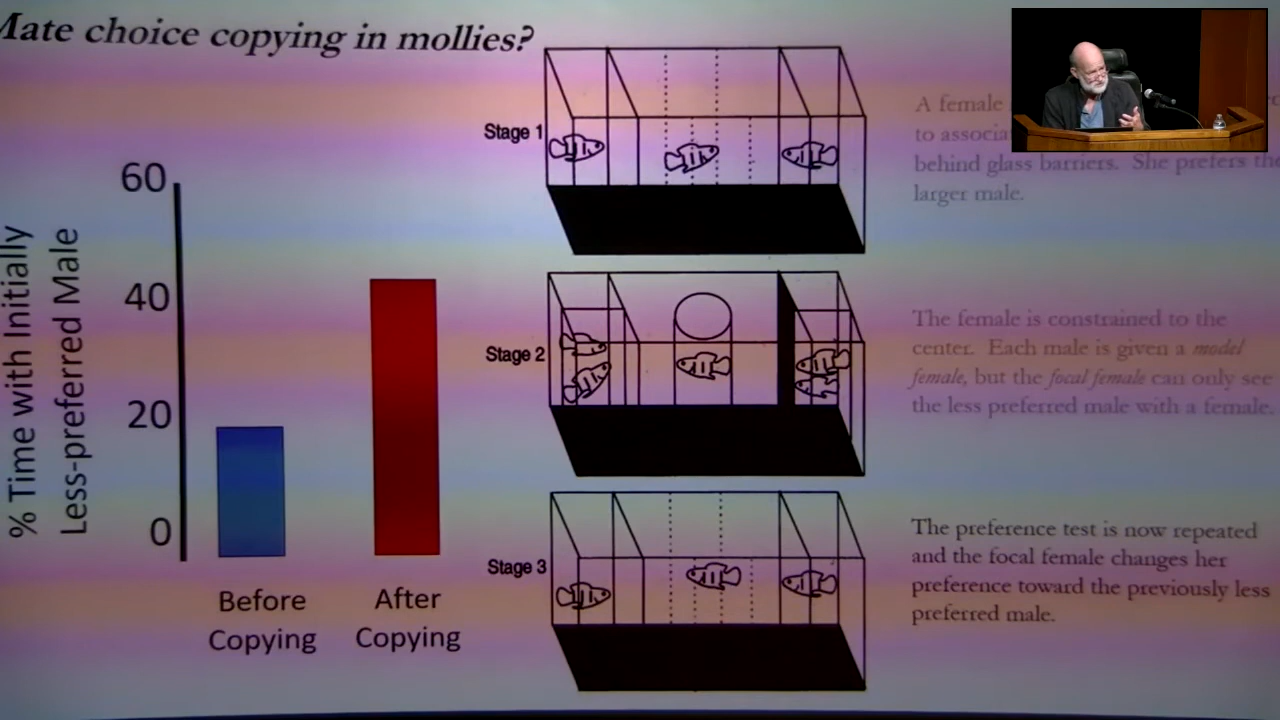 Mate choice copying in mollies?
60
40
20
0
% Time with Initially
Less-preferred Male
Before
Copying
After
Copying
Stage 1
A female
to associa
behind glass barriers. She prefers the
larger male.
Stage 2
The female is constrained to the
center. Each male is given a model
female, but the focal female can only see
the less preferred male with a female.
Stage 3
The preference test is now repeated
and the focal female changes her
preference toward the previously less
preferred male.